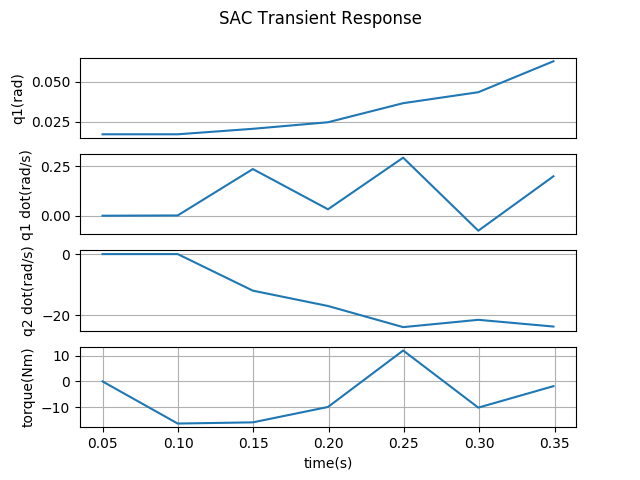 SAC Transient Response
q1(rad)
0.050
0.025
q1 dot(rad/s)
0.25
0.00
q2 dot(rad/s)
0
−20
torque(Nm)
10
0
−10
0.05 0.10 0.15 0.20 0.25 0.30 0.35
time(s)